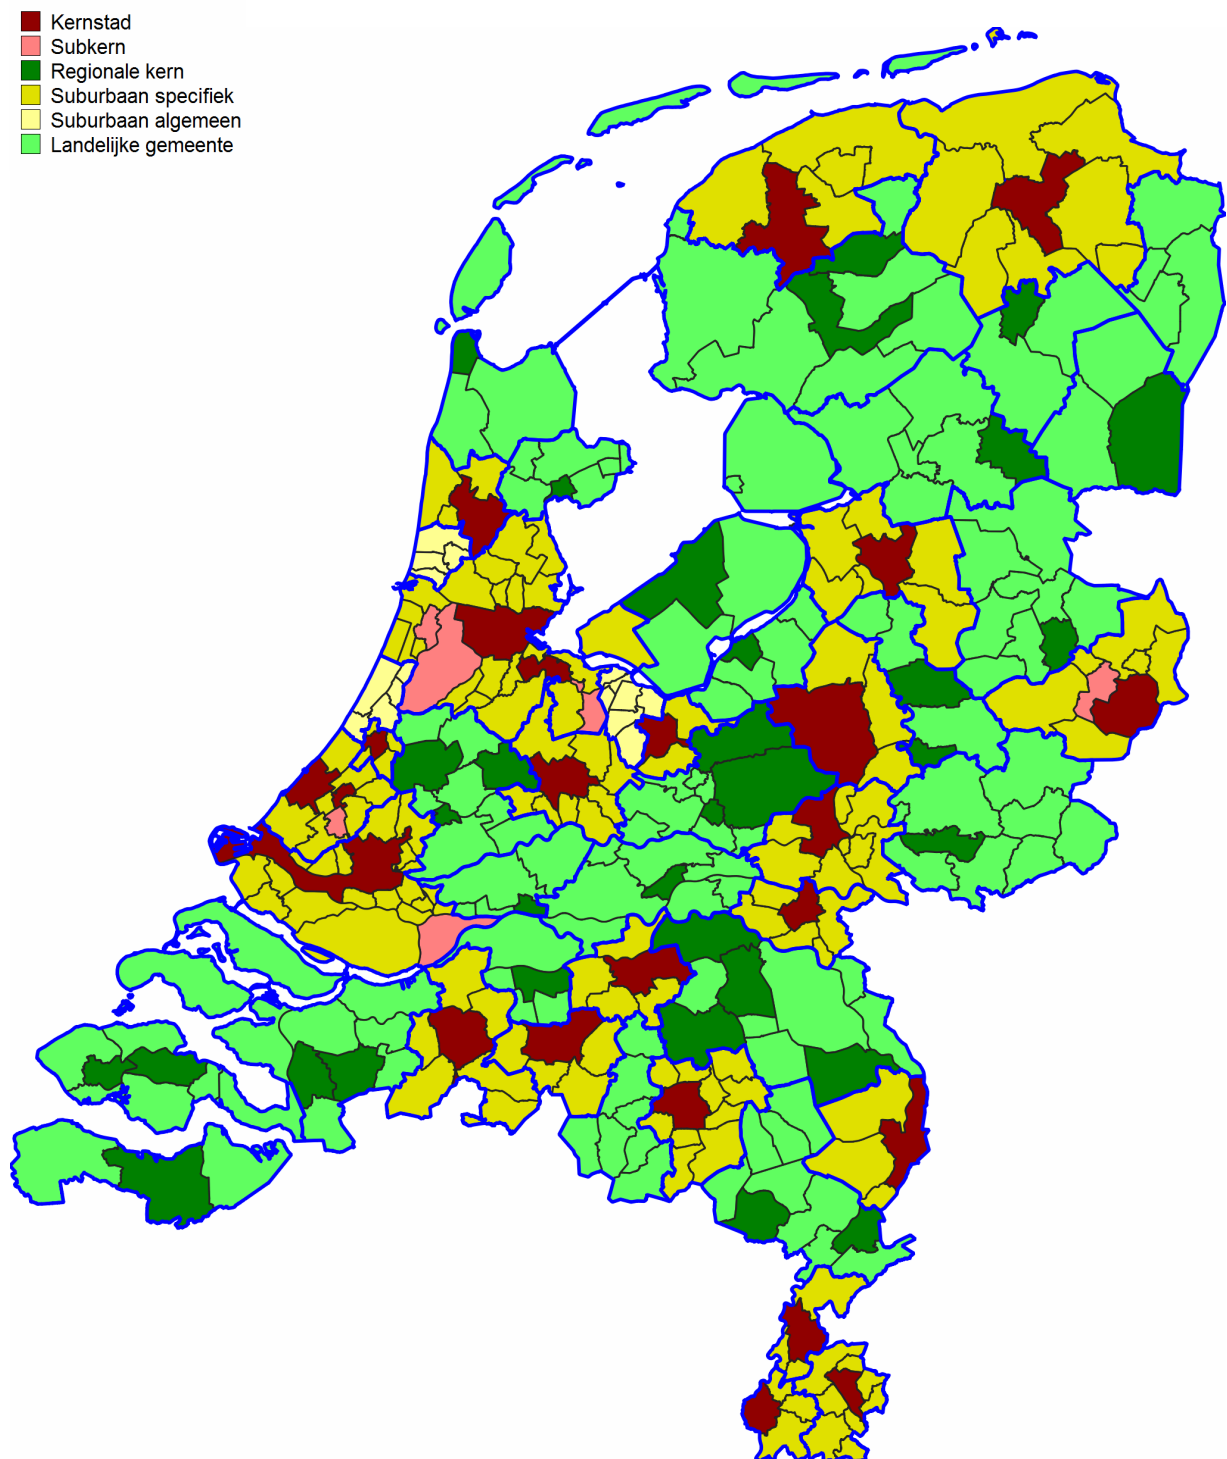 Kernstad
Subkern
Regionale kern
Suburbaan specifiek
Suburbaan algemeen
Landelijke gemeente